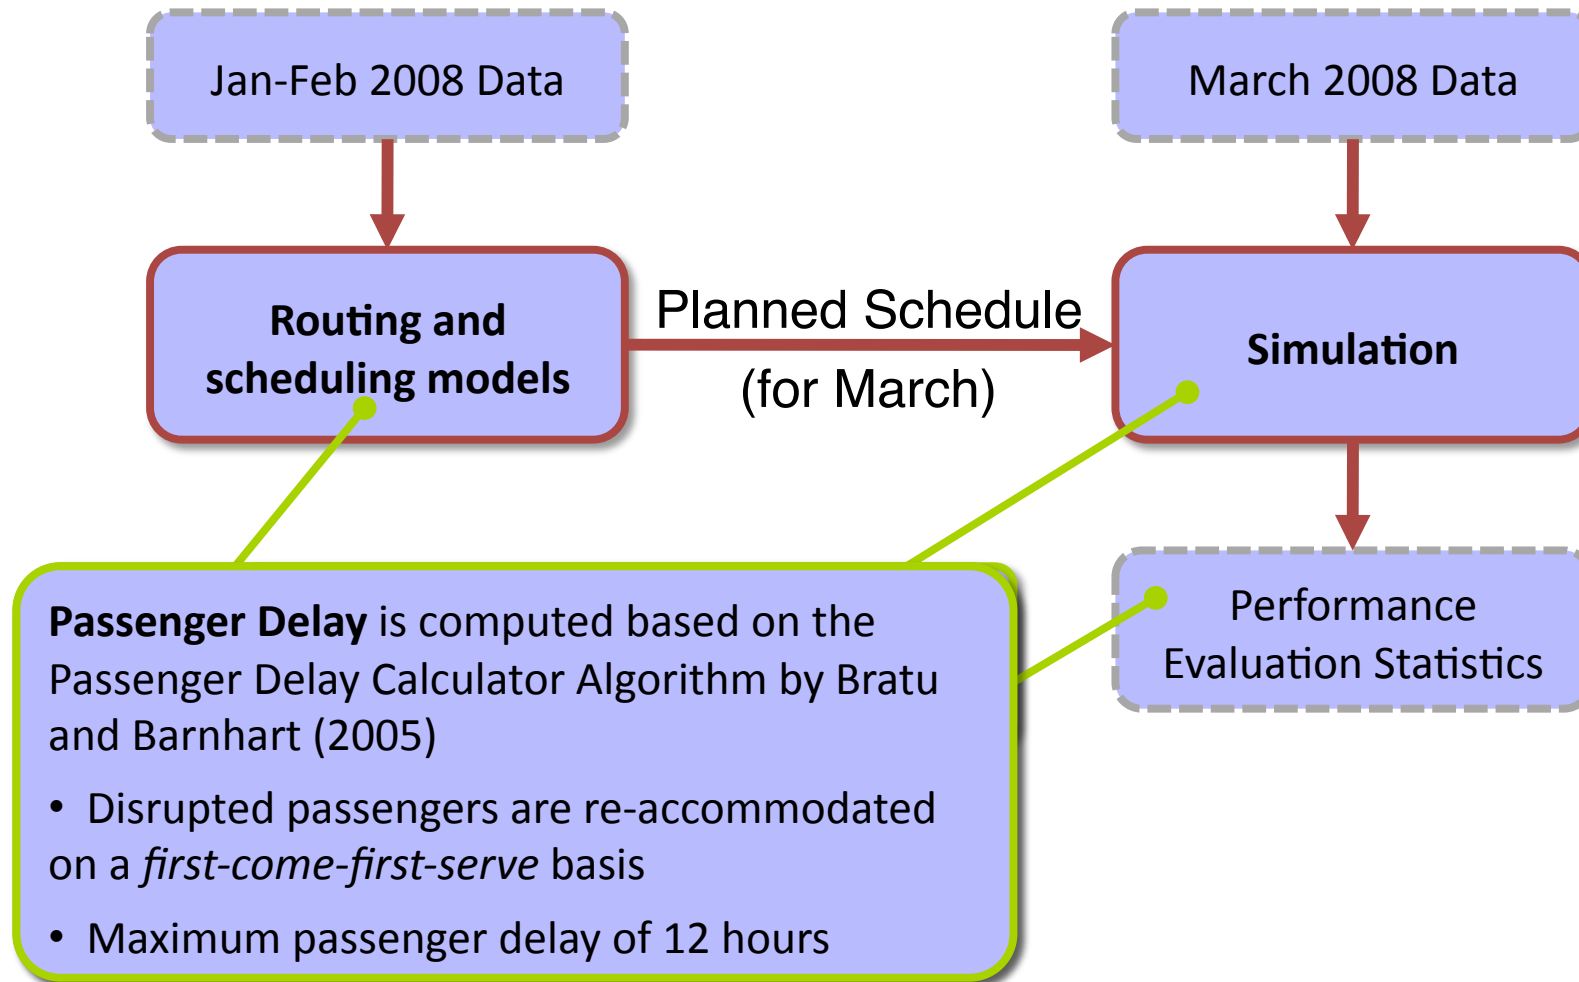 Jan-Feb 2008 Data
March 2008 Data
Routing and
scheduling models
Planned Schedule
(for March)
Simulation
Passenger Delay is computed based on the
Passenger Delay Calculator Algorithm by Bratu
and Barnhart (2005)
• Disrupted passengers are re-accommodated
on a first-come-first-serve basis
• Maximum passenger delay of 12 hours
Performance
Evaluation Statistics